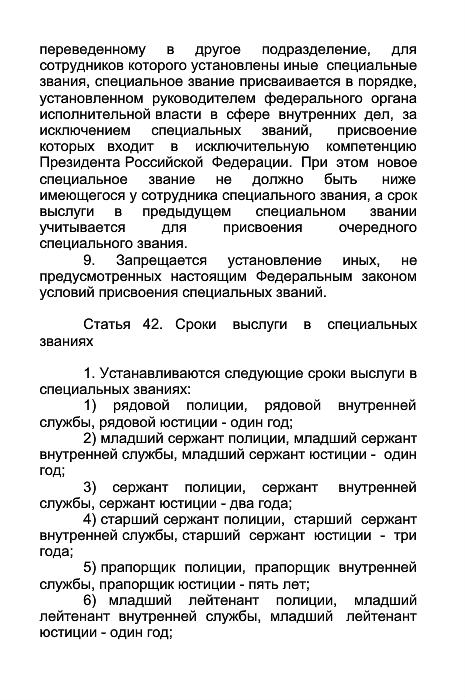 переведенному в другое подразделение, для
сотрудников которого установлены иные специальные
звания, специальное звание присваивается в порядке,
установленном руководителем федерального органа
исполнительной власти в сфере внутренних дел, за
исключением специальных званий, присвоение
которых входит в исключительную компетенцию
Президента Российской Федерации. При этом новое
специальное звание не должно быть ниже
имеющегося у сотрудника специального звания, а срок
выслуги в предыдущем специальном звании
учитывается для присвоения очередного
специального звания.
9. Запрещается установление иных, не
предусмотренных настоящим Федеральным законом
условий присвоения специальных званий.
Статья 42. Сроки выслуги в специальных
званиях
1. Устанавливаются следующие сроки выслуги в
специальных званиях:
1) рядовой полиции, рядовой внутренней
службы, рядовой юстиции - один год;
2) младший сержант полиции, младший сержант
внутренней службы, младший сержант юстиции - один
год;
3) сержант полиции, сержант внутренней
службы, сержант юстиции - два года;
4) старший сержант полиции, старший сержант
внутренней службы, старший сержант юстиции - три
года;
5) прапорщик полиции, прапорщик внутренней
службы, прапорщик юстиции - пять лет;
6) младший лейтенант полиции, младший
лейтенант внутренней службы, младший лейтенант
юстиции - один год;